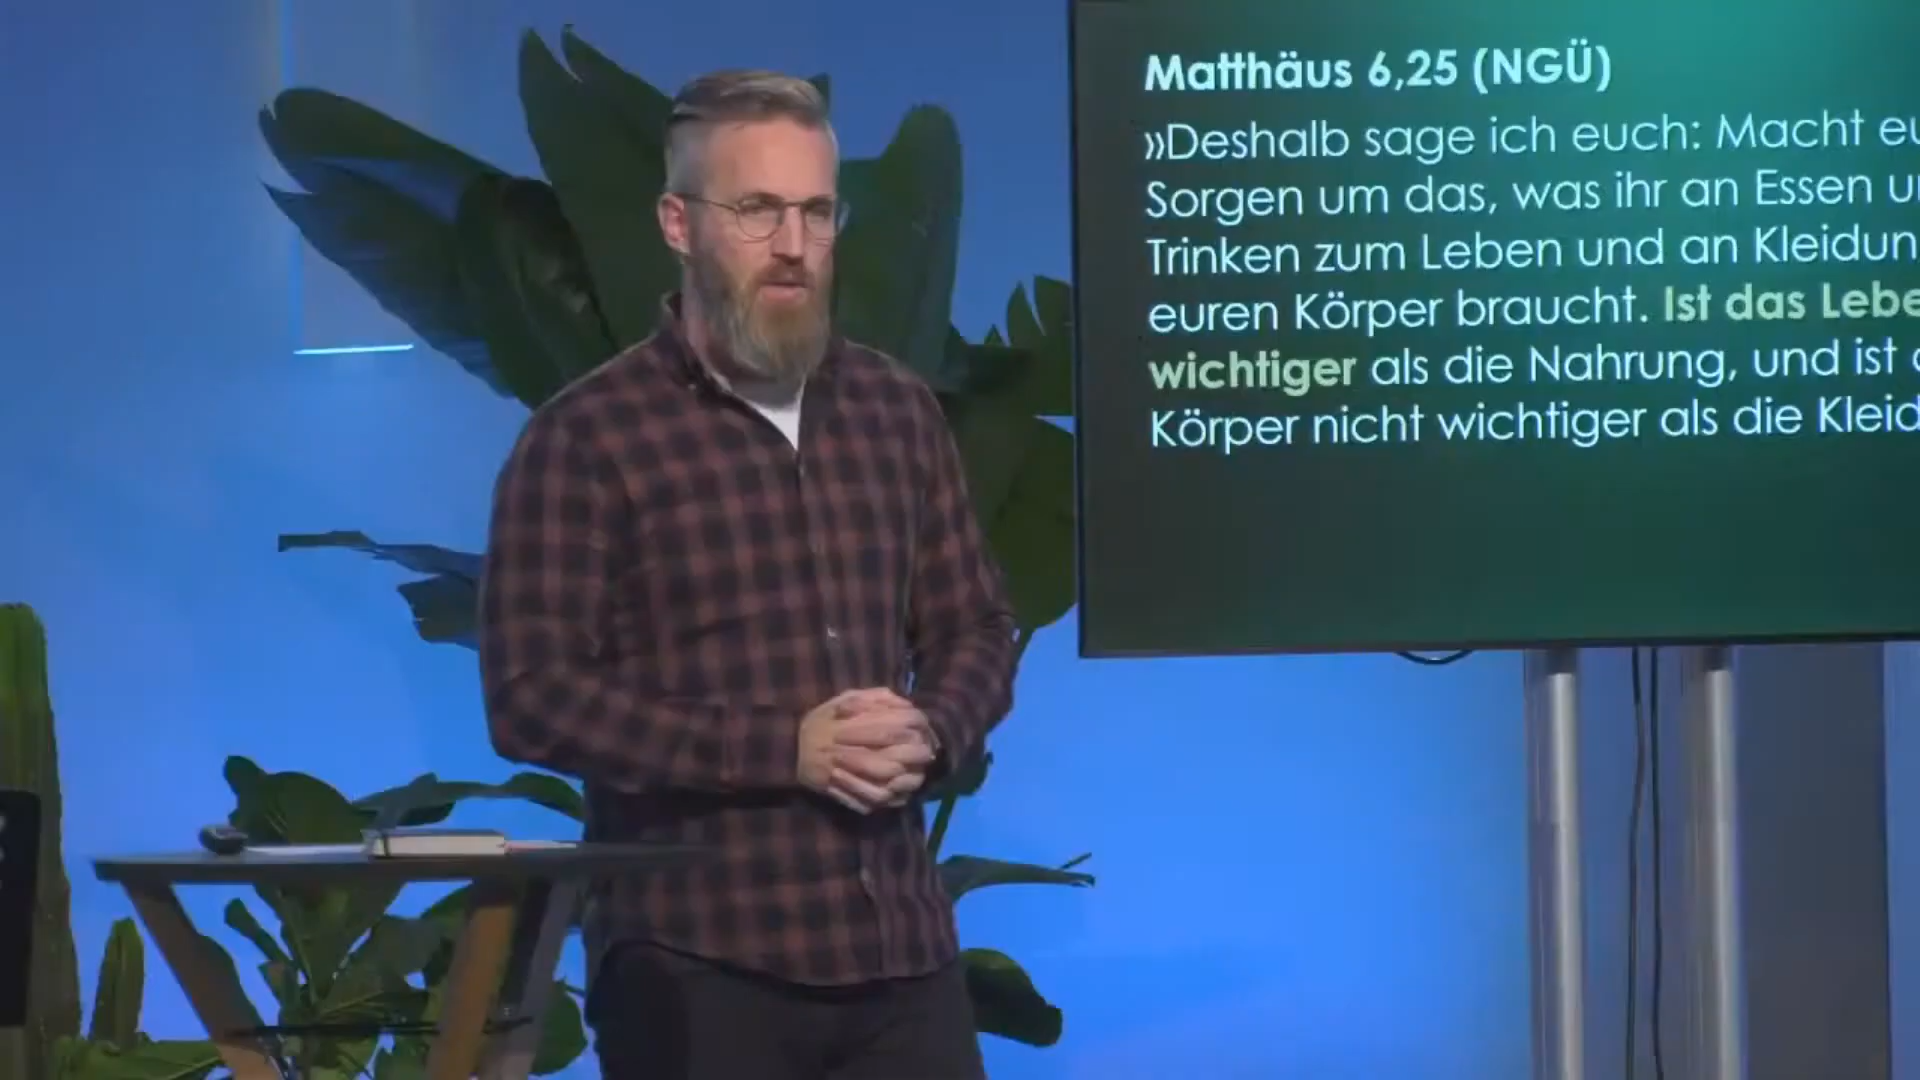 Matthäus 6,25 (NGÜ)
»Deshalb sage ich euch: Macht eu
Sorgen um das, was ihr an Essen un
Trinken zum Leben und an Kleidun
euren Körper braucht. Ist das Lebe
wichtiger als die Nahrung, und ist
Körper nicht wichtiger als die Kleid